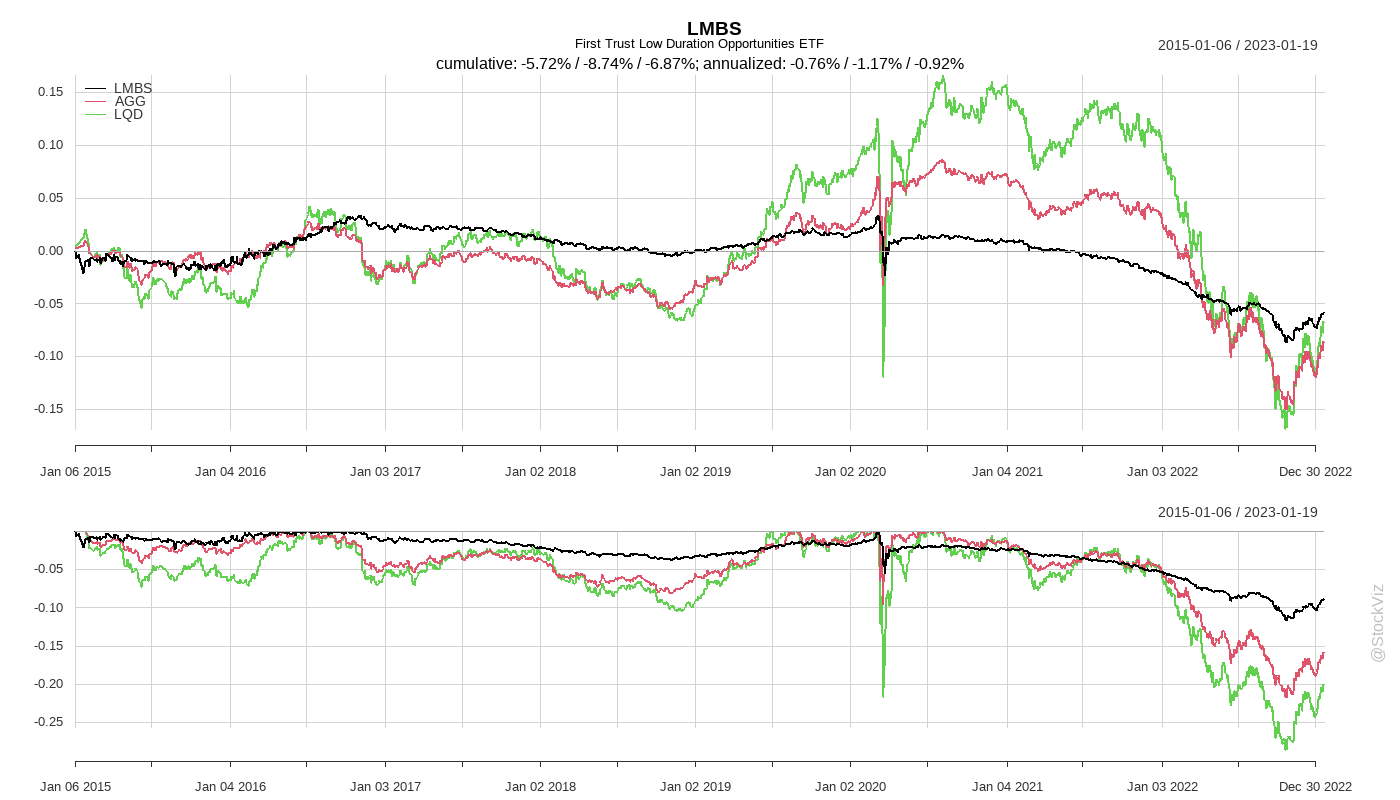 LMBS
First Trust Low Duration Opportunities ETF
2015-01-06 / 2023-01-19
cumulative: -5.72% / -8.74% / -6.87%; annualized: -0.76% / -1.17% / -0.92%
LMBS
AGG
LQD
0.15
0.10
0.05
0.00
-0.05
-0.10
-0.15
Jan 06 2015 Jan 04 2016 Jan 03 2017 Jan 02 2018 Jan 02 2019 Jan 02 2020 Jan 04 2021 Jan 03 2022 Dec 30 2022
2015-01-06 / 2023-01-19
-0.05
-0.10
-0.15
-0.20
-0.25
Jan 06 2015 Jan 04 2016 Jan 03 2017 Jan 02 2018 Jan 02 2019 Jan 02 2020 Jan 04 2021 Jan 03 2022 Dec 30 2022
@StockViz